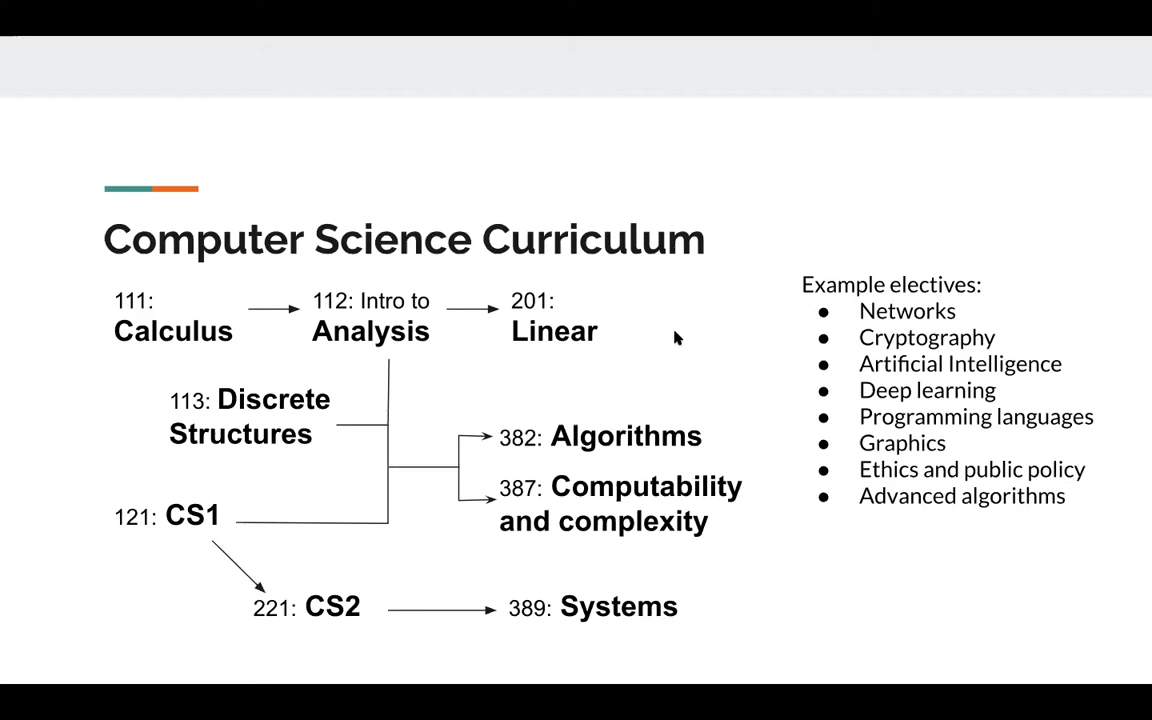 Computer Science Curriculum
111:
Calculus
112: Intro to
Analysis
201:
Linear
113: Discrete
Structures
382: Algorithms
387: Computability
and complexity
121: CS1
221: CS2
389: Systems
Example electives:
● Networks
● Cryptography
● Artificial Intelligence
● Deep learning
● Programming languages
● Graphics
● Ethics and public policy
● Advanced algorithms